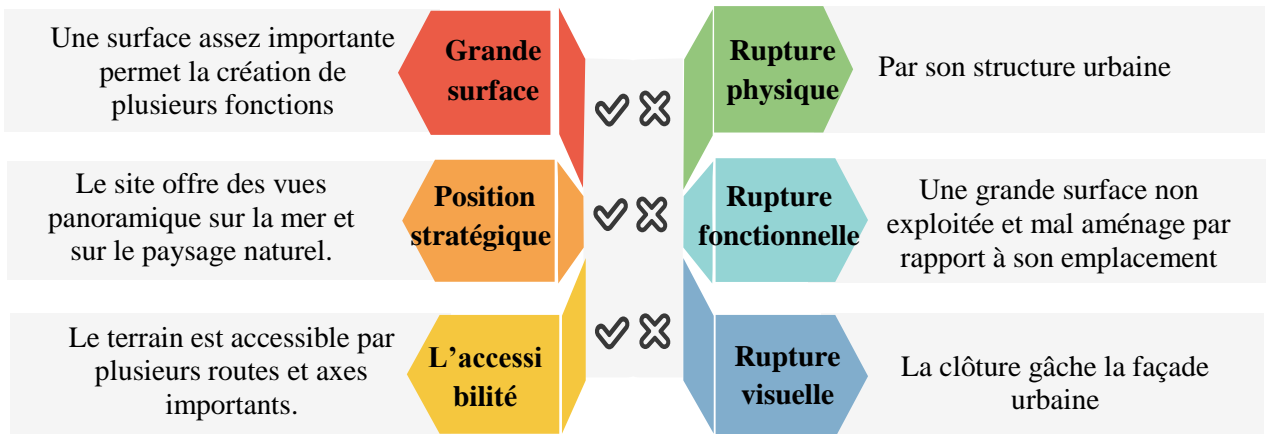 Une surface assez importante
permet la création de
plusieurs fonctions
Grande
surface
Rupture
physique
Par son structure urbaine
Le site offre des vues
panoramique sur la mer et
sur le paysage naturel.
Position
stratégique
Rupture
fonctionnelle
Une grande surface non
exploitée et mal aménage par
rapport à son emplacement
Le terrain est accessible par
plusieurs routes et axes
importants.
L’accessi
bilité
Rupture
visuelle
La clôture gâche la façade
urbaine